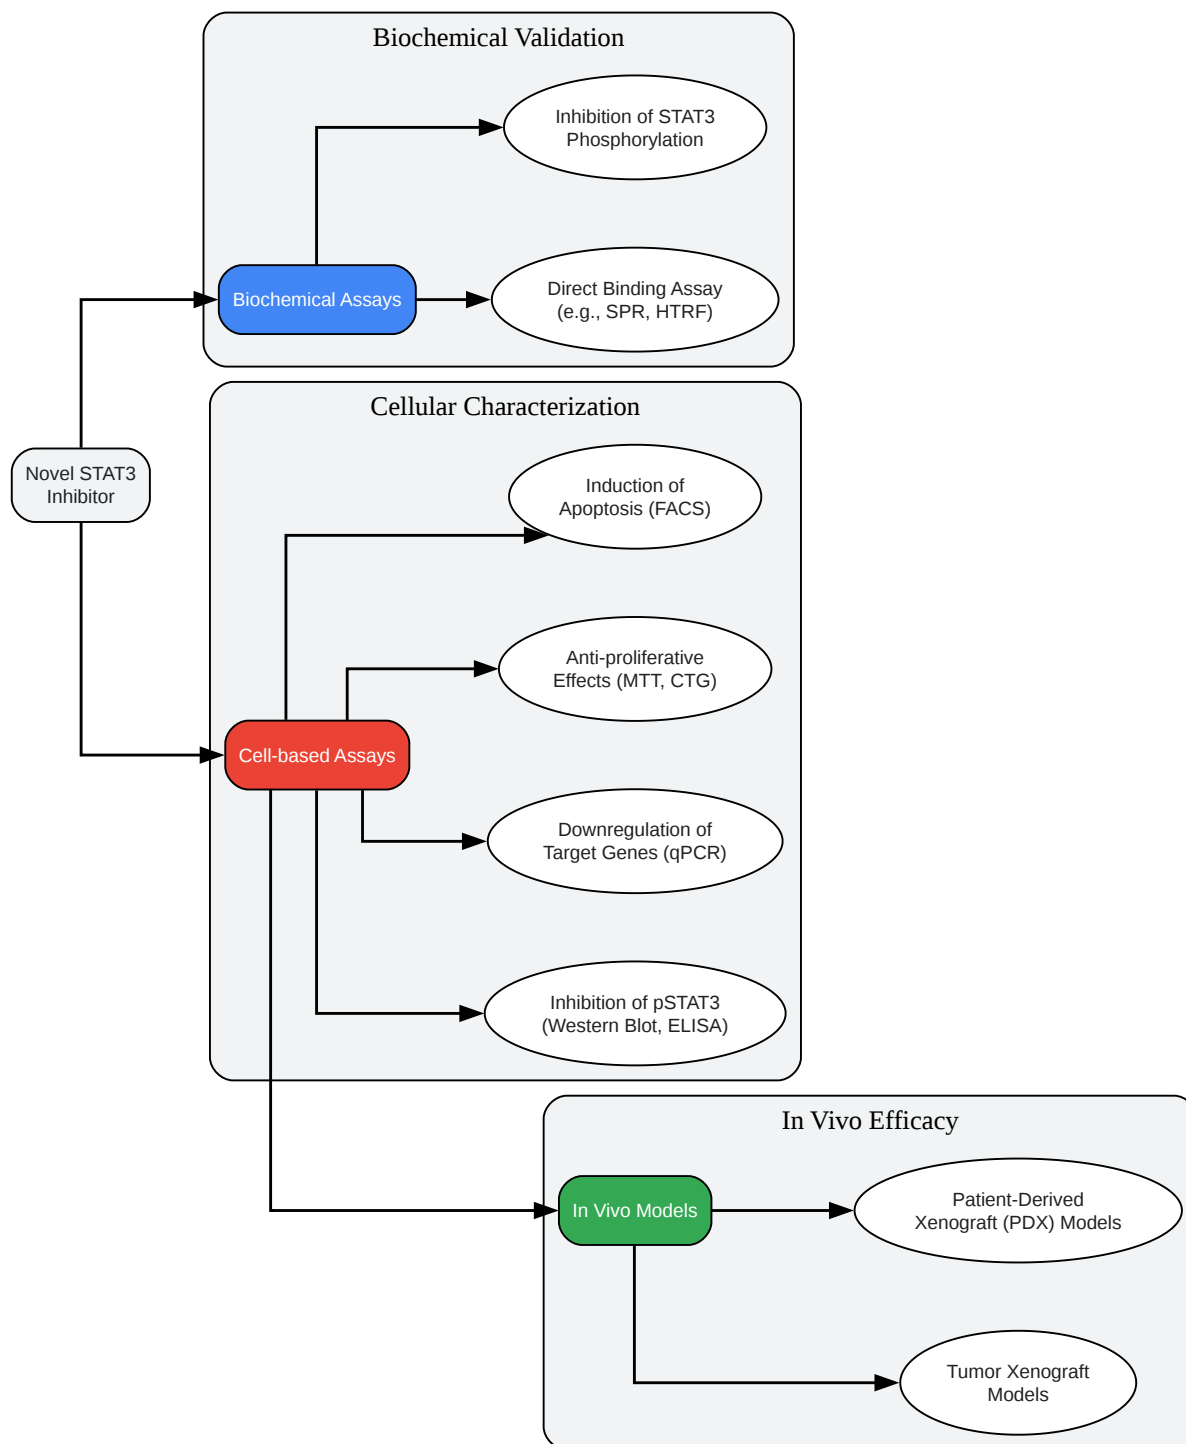 Biochemical Validation
Inhibition of STAT3
Phosphorylation
Biochemical Assays
Direct Binding Assay
(e.g., SPR, HTRF)
Cellular Characterization
Novel STAT3
Inhibitor
Induction of
Apoptosis (FACS)
Anti-proliferative
Effects (MTT, CTG)
Cell-based Assays
Downregulation of
Target Genes (qPCR)
Inhibition of pSTAT3
(Western Blot, ELISA)
In Vivo Efficacy
In Vivo Models
Patient-Derived
Xenograft (PDX) Models
Tumor Xenograft
Models